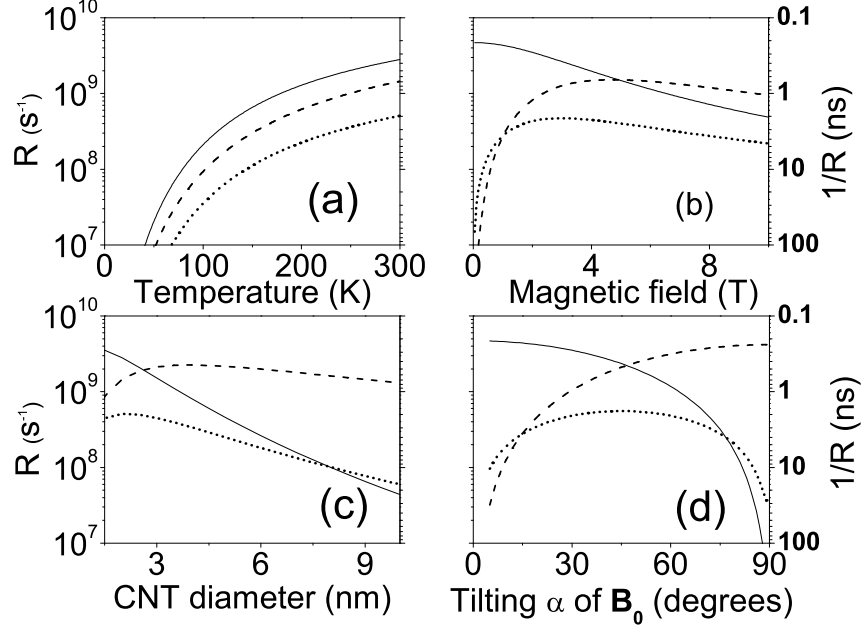 10^10 0.1
10^9 1
10^8 10
10^7 100
R (s^-1)
(a) (b)
1/R (ns)
0 100 200 300 0 4 8
Temperature (K) Magnetic field (T)
10^10 0.1
10^9 1
10^8 10
10^7 100
R (s^-1)
(c) (d)
1/R (ns)
3 6 9 0 30 60 90
CNT diameter (nm) Tilting α of B_0 (degrees)